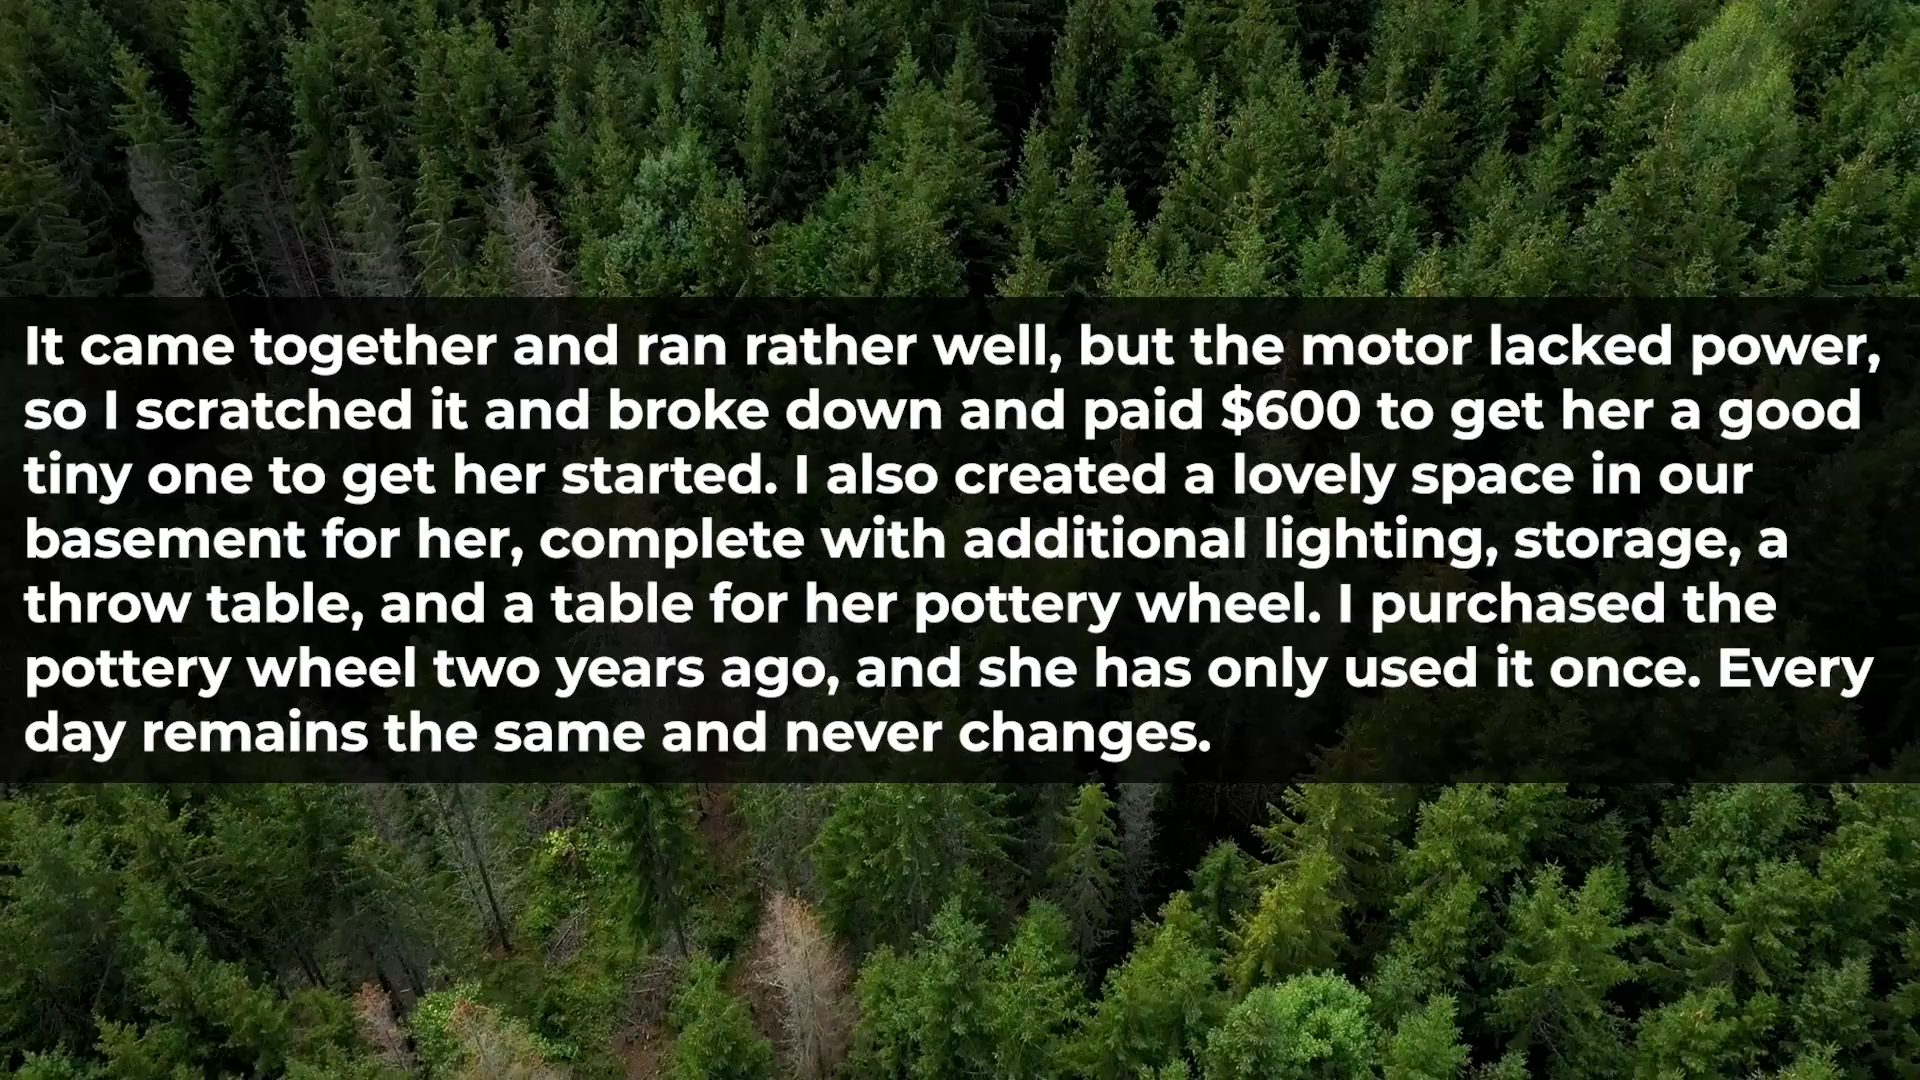 It came together and ran rather well, but the motor lacked power,
so I scratched it and broke down and paid $600 to get her a good
tiny one to get her started. I also created a lovely space in our
basement for her, complete with additional lighting, storage, a
throw table, and a table for her pottery wheel. I purchased the
pottery wheel two years ago, and she has only used it once. Every
day remains the same and never changes.